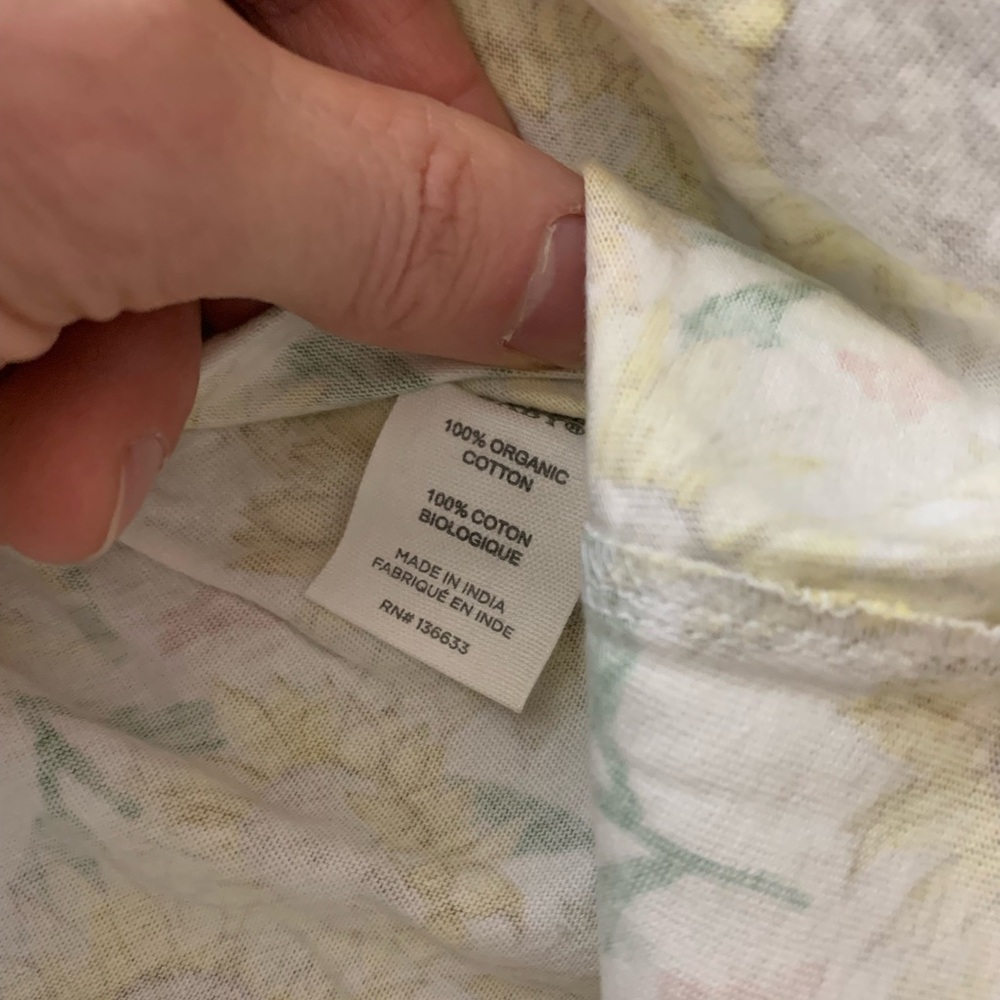 100% ORGANIC
COTTON
100% COTON
BIOLOGIQUE
MADE IN INDIA
FABRIQUÉ EN INDE
RN# 136633